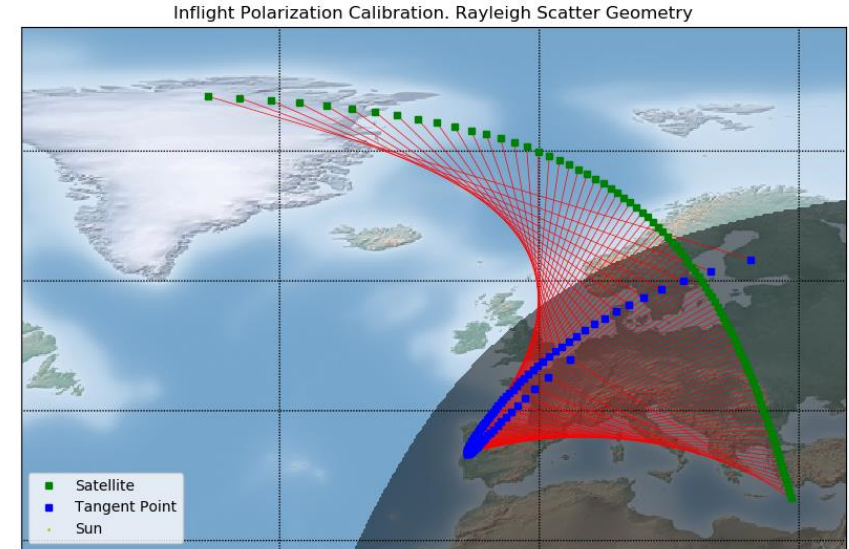 Inflight Polarization Calibration. Rayleigh Scatter Geometry
Satellite
Tangent Point
Sun